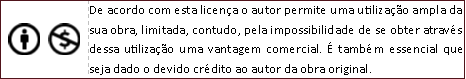 De acordo com esta licença o autor permite uma utilização ampla da
sua obra, limitada, contudo, pela impossibilidade de se obter através
dessa utilização uma vantagem comercial. É também essencial que
seja dado o devido crédito ao autor da obra original.